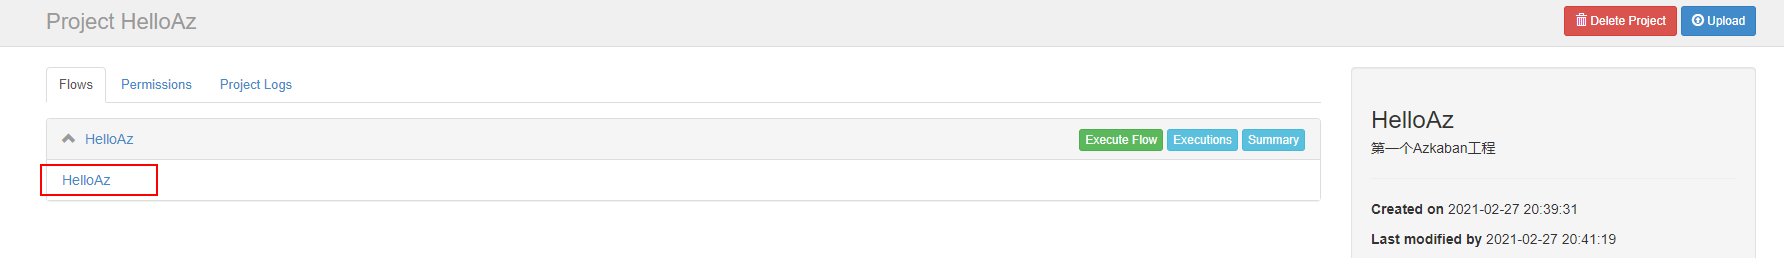 Project HelloAz
Delete Project
Upload
Flows
Permissions
Project Logs
HelloAz
Execute Flow
Executions
Summary
HelloAz
HelloAz
第一个Azkaban工程
Created on 2021-02-27 20:39:31
Last modified by 2021-02-27 20:41:19